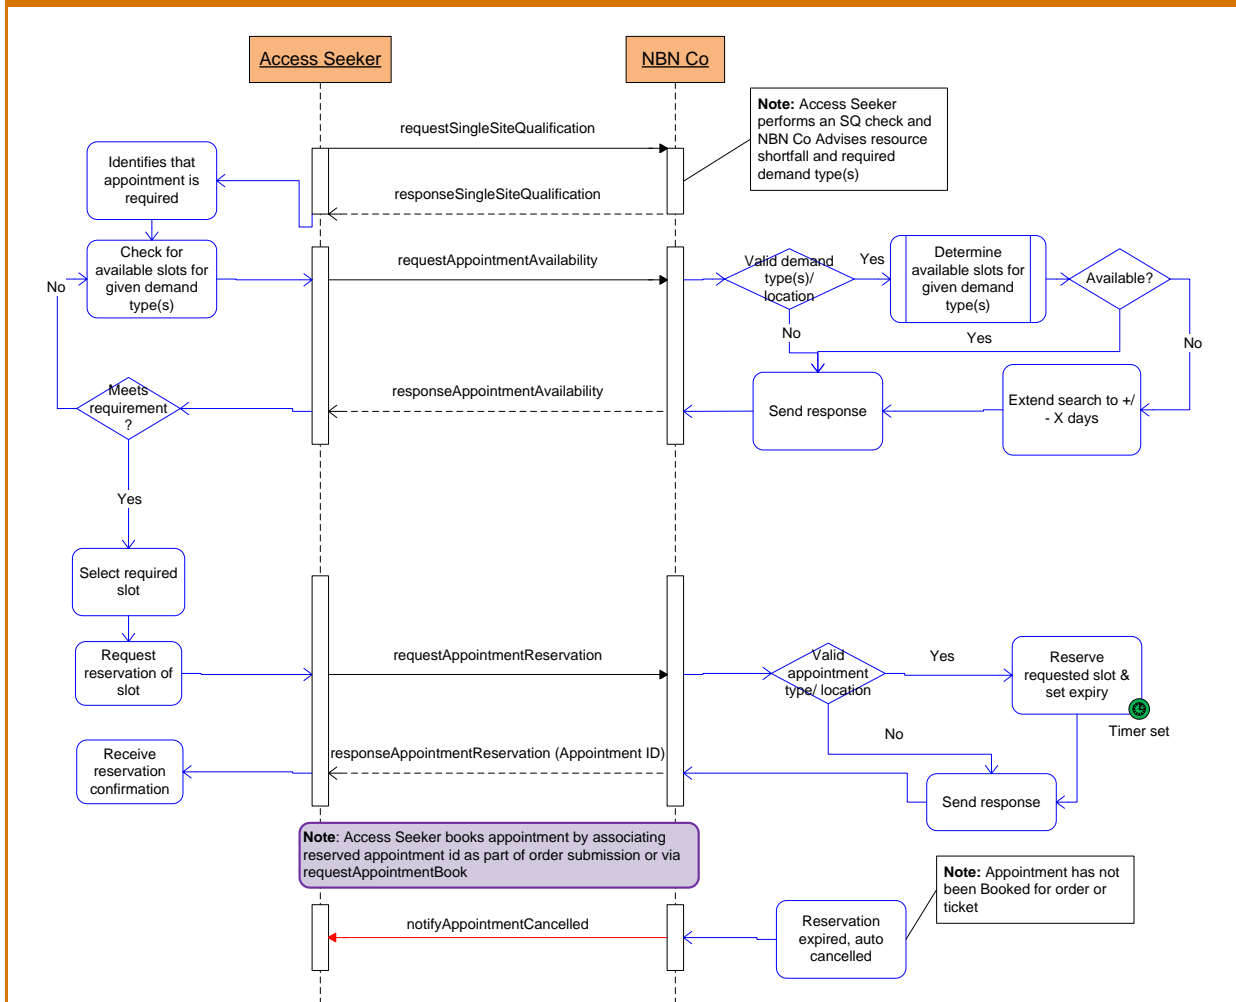 Access Seeker
NBN Co
Note: Access Seeker
performs an SQ check and
NBN Co Advises resource
shortfall and required
demand type(s)
requestSingleSiteQualification
Identifies that
appointment is
required
responseSingleSiteQualification
Check for
available slots for
given demand
type(s)
No
requestAppointmentAvailability
Valid demand
type(s)/
location
Yes
Determine
available slots for
given demand
type(s)
Available?
No
Yes
No
Meets
requirement
?
responseAppointmentAvailability
Send response
Extend search to +/
- X days
Yes
Select required
slot
Request
reservation of
slot
requestAppointmentReservation
Valid
appointment
type/ location
Yes
Reserve
requested slot &
set expiry
Timer set
No
Receive
reservation
confirmation
responseAppointmentReservation (Appointment ID)
Send response
Note: Access Seeker books appointment by associating
reserved appointment id as part of order submission or via
requestAppointmentBook
Note: Appointment has not
been Booked for order or
ticket
notifyAppointmentCancelled
Reservation
expired, auto
cancelled